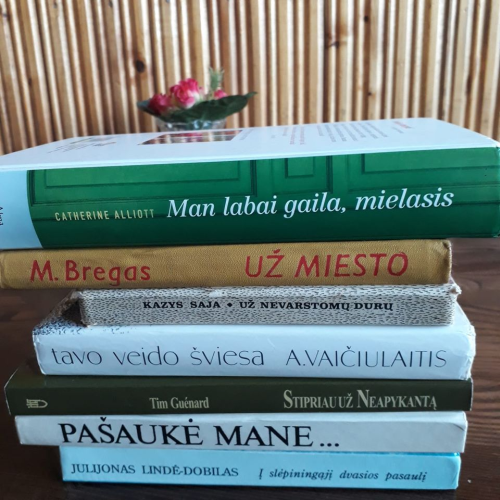 CATHERINE ALLIOTT Man labai gaila, mielasis
M. Bregas UŽ MIESTO
KAZYS SAJA • UŽ NEVARSTOMŲ DURŲ
tavo veido šviesa A.VAIČIULAITIS
Tim Guénard STIPRIAU UŽ NEAPYKANTĄ
PAŠAUKĖ MANE...
JULIJONAS LINDĖ-DOBILAS Į slėpiningąjį dvasios pasaulį